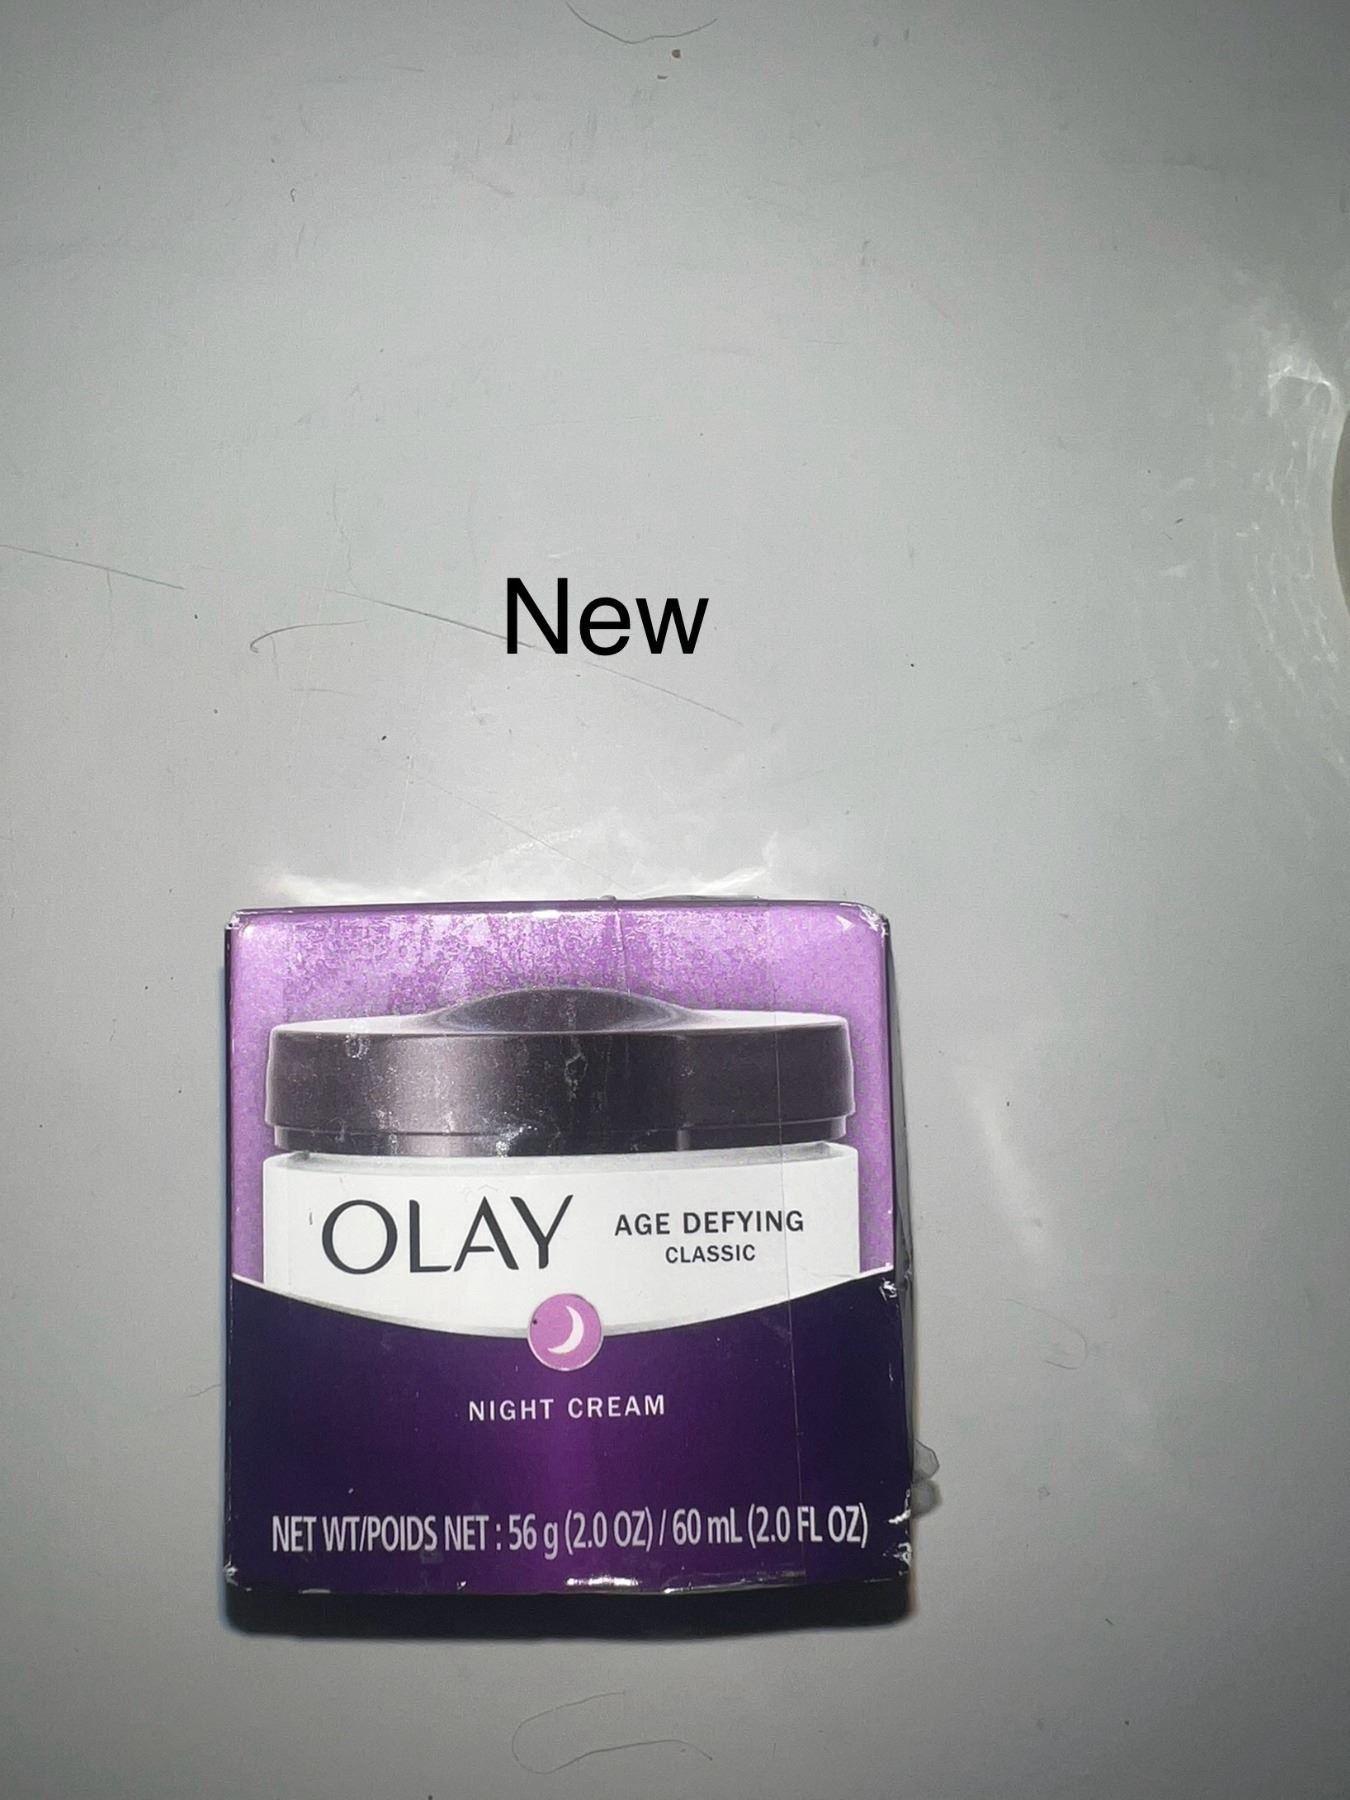 New
OLAY
AGE DEFYING
CLASSIC
NIGHT CREAM
NET WT/POIDS NET : 56 g (2.0 OZ) / 60 mL (2.0 FL OZ)